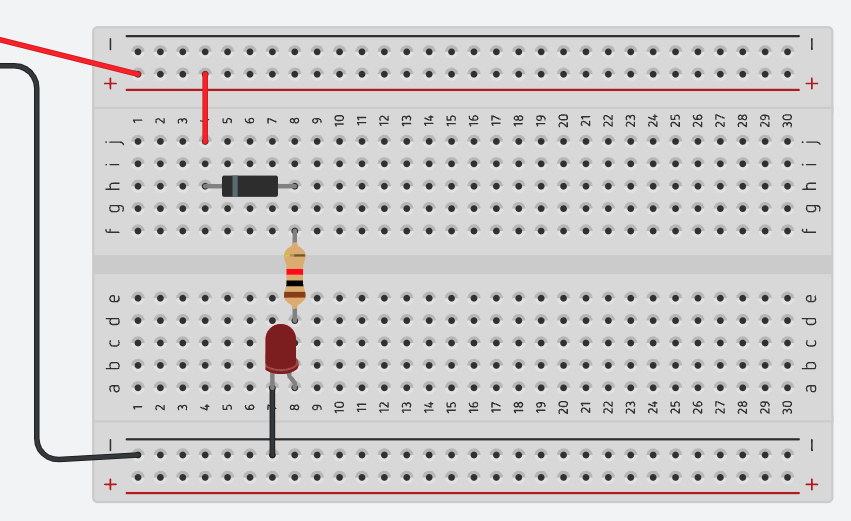 − −
+ +
1 2 3 4 5 6 7 8 9 10 11 12 13 14 15 16 17 18 19 20 21 22 23 24 25 26 27 28 29 30
j j
i i
h h
g g
f f
e e
d d
c c
b b
a a
1 2 3 4 5 6 7 8 9 10 11 12 13 14 15 16 17 18 19 20 21 22 23 24 25 26 27 28 29 30
− −
+ +